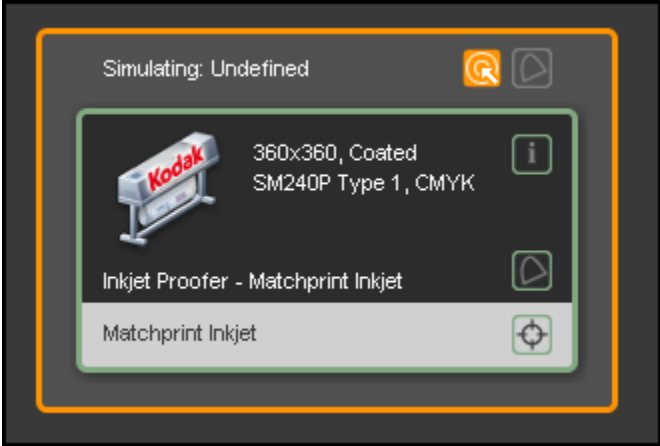 Simulating: Undefined
Kodak
360x360, Coated
SM240P Type 1, CMYK
i
Inkjet Proofer - Matchprint Inkjet
Matchprint Inkjet